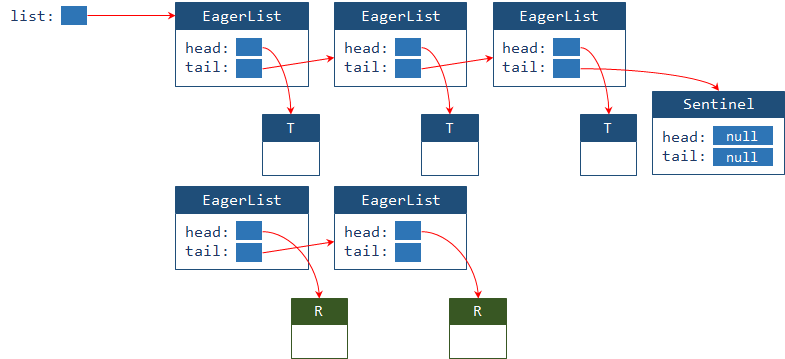 list:
EagerList
EagerList
EagerList
head:
tail:
head:
tail:
head:
tail:
Sentinel
head: null
tail: null
T
T
T
EagerList
EagerList
head:
tail:
head:
tail:
R
R